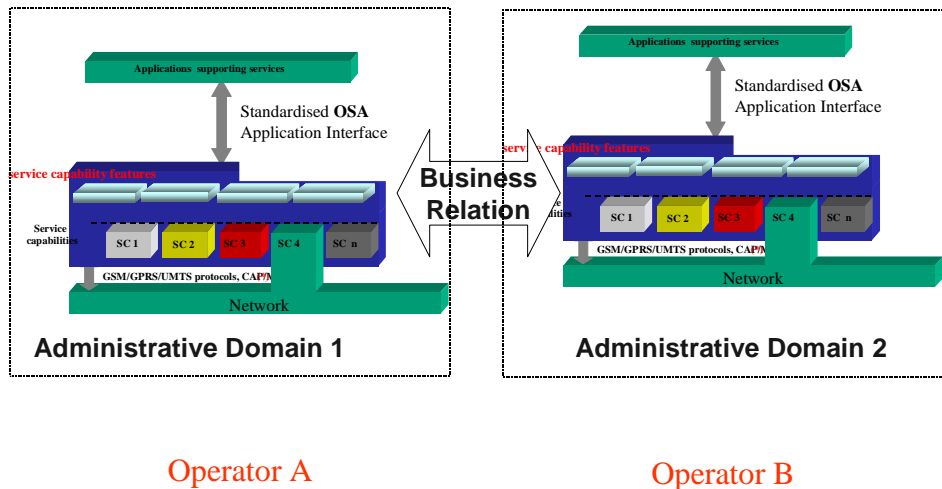 Applications supporting services
Standardised OSA
Application Interface
service capability features
Service
capabilities
SC 1
SC 2
SC 3
SC 4
SC n
GSM/GPRS/UMTS protocols, CAP/M
Network
Administrative Domain 1
Operator A
Business
Relation
Applications supporting services
Standardised OSA
Application Interface
service capability features
SC 1
SC 2
SC 3
SC 4
SC n
GSM/GPRS/UMTS protocols, CAP/M
Network
Administrative Domain 2
Operator B